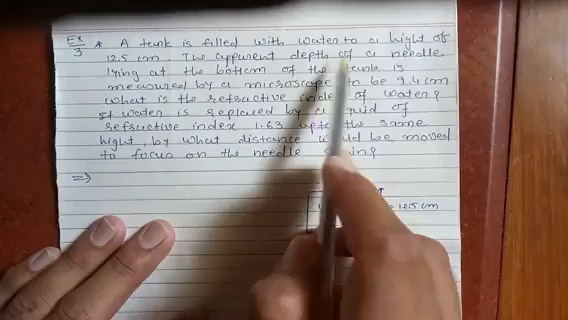 Ex
3
* A tank is filled with water to a hight of
12.5 cm. The apparent depth of a needle
lying at the bottom of the tank is
mesured by a microscope to be 9.4 cm
what is the refractive index of water?
If water is replaced by a liquid of
refrective index 1.63 upto the same
hight, by what distance would be moved
to focus on the needle
⇒
= 12.5 cm